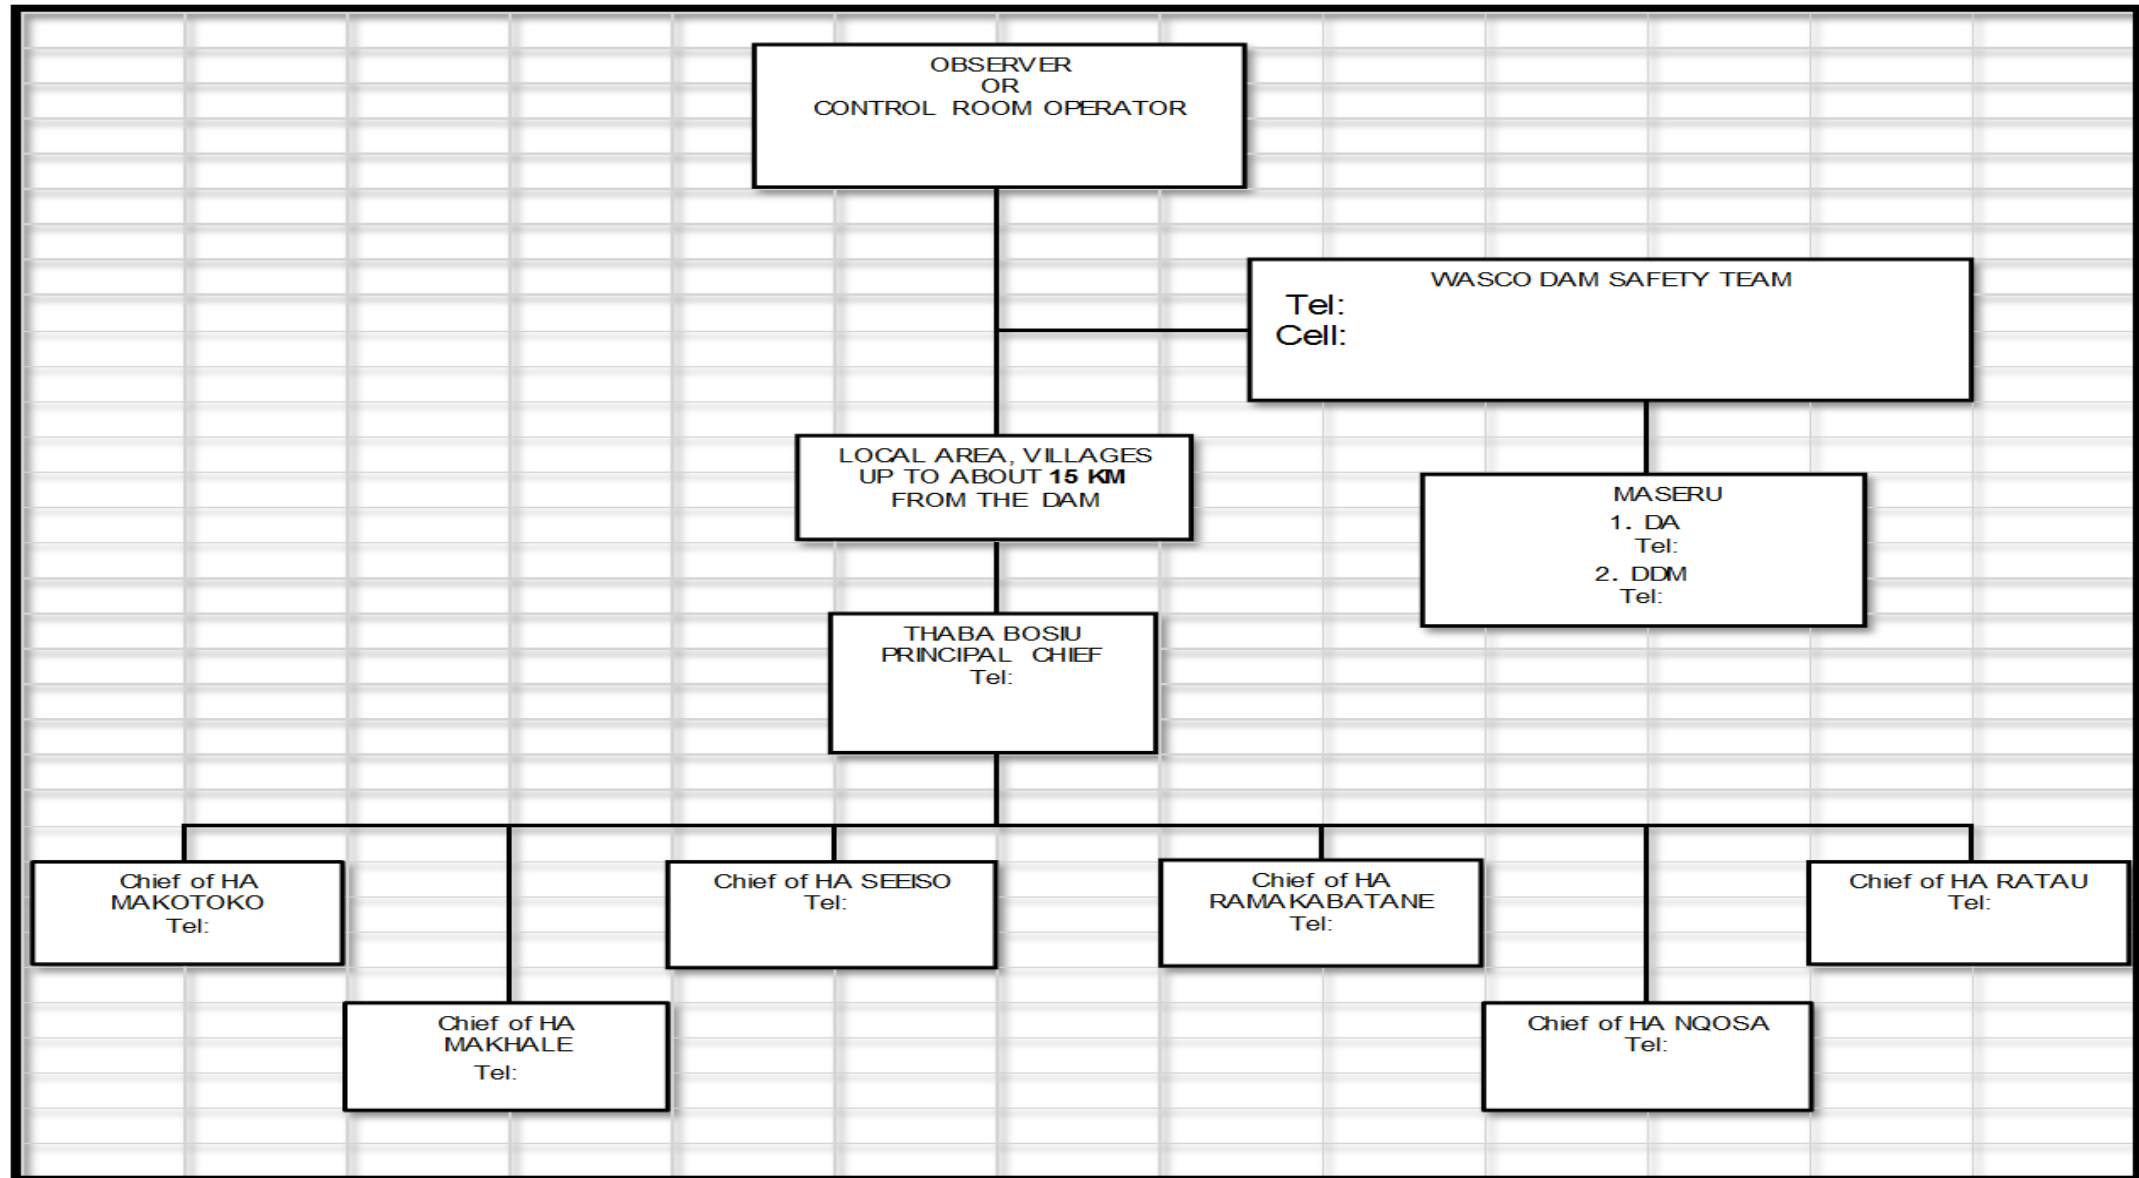 OBSERVER
OR
CONTROL ROOM OPERATOR
WASCO DAM SAFETY TEAM
Tel:
Cell:
LOCAL AREA, VILLAGES
UP TO ABOUT 15 KM
FROM THE DAM
MASERU
1. DA
Tel:
2. DDM
Tel:
THABA BOSIU
PRINCIPAL CHIEF
Tel:
Chief of HA
MAKOTOKO
Tel:
Chief of HA SEEISO
Tel:
Chief of HA
RAMAKABATANE
Tel:
Chief of HA RATAU
Tel:
Chief of HA
MAKHALE
Tel:
Chief of HA NQOSA
Tel: